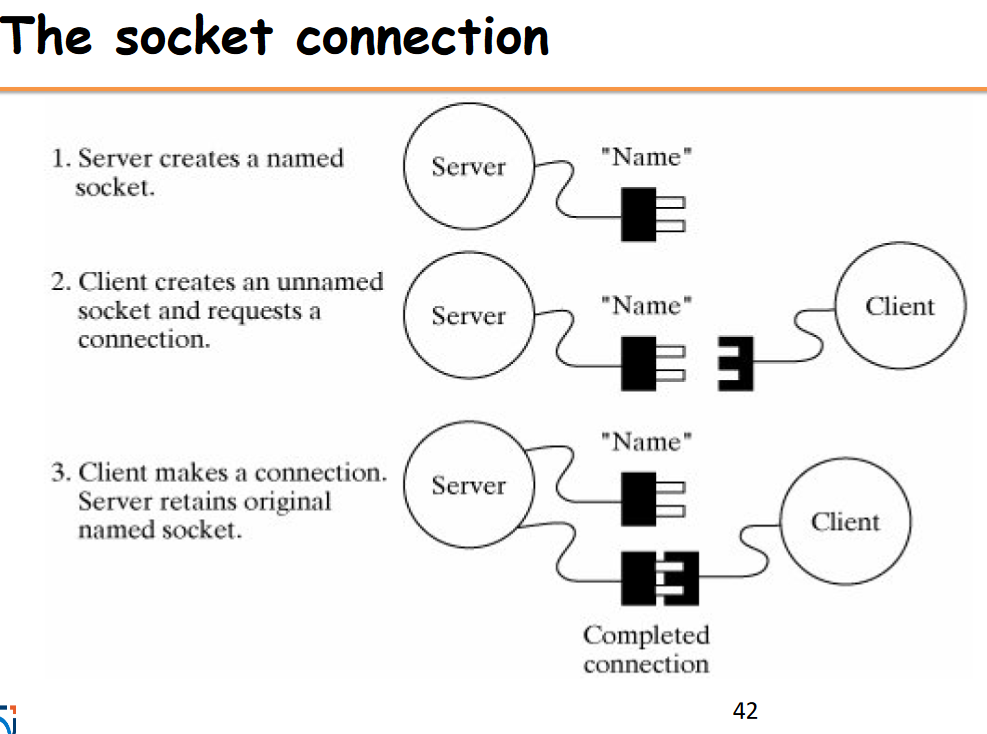 The socket connection
1. Server creates a named
socket.
Server
"Name"
2. Client creates an unnamed
socket and requests a
connection.
Server
"Name"
Client
3. Client makes a connection.
Server retains original
named socket.
Server
"Name"
Client
Completed
connection
42